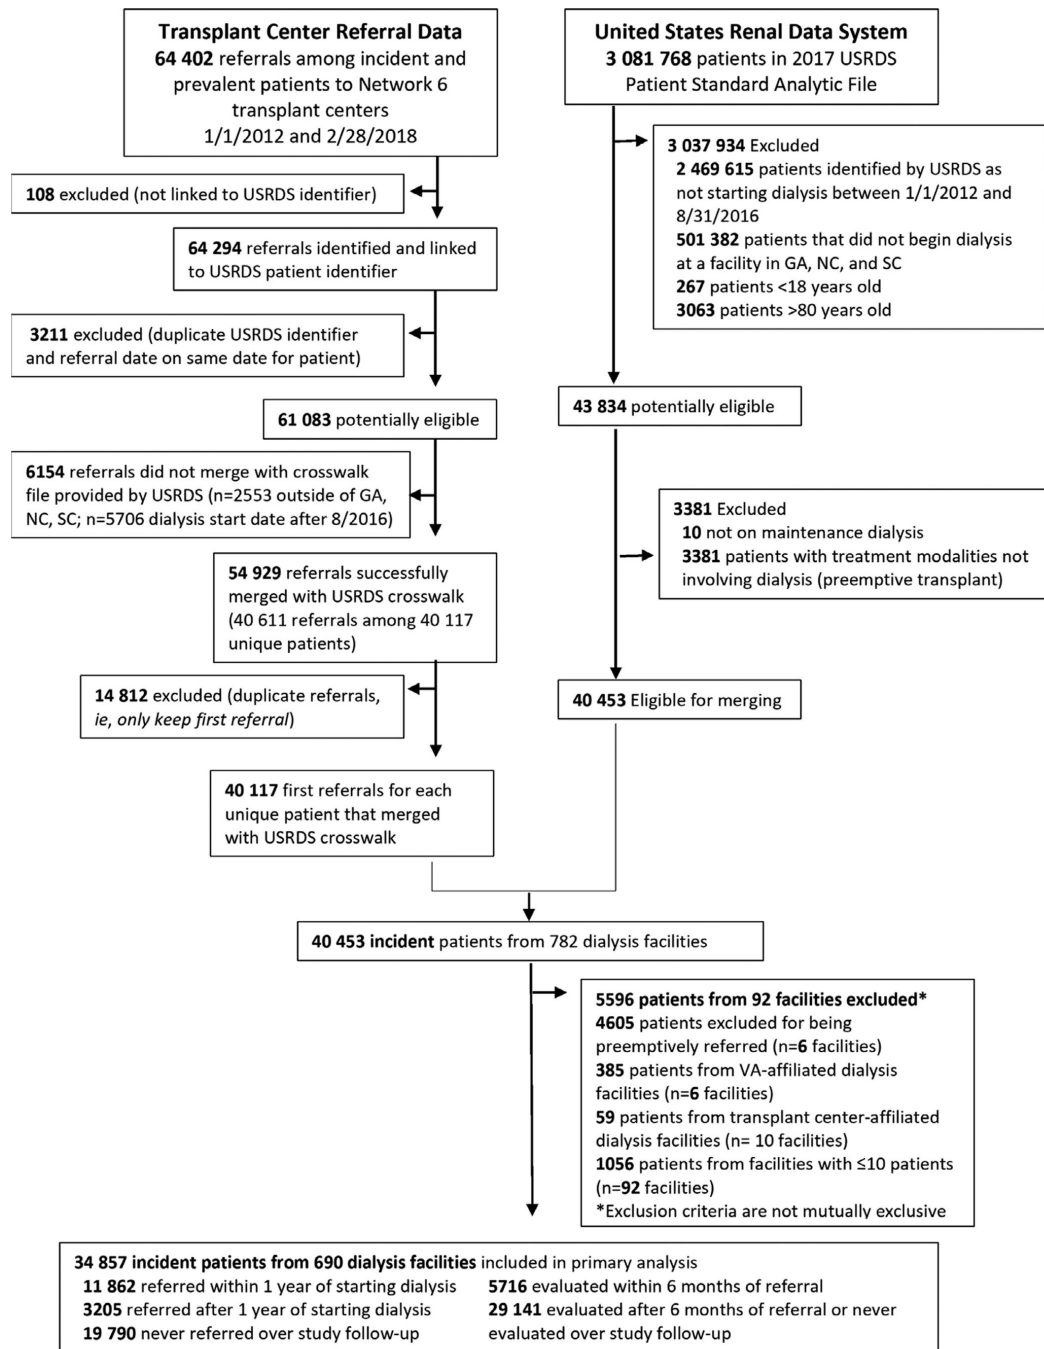 Transplant Center Referral Data
64 402 referrals among incident and
prevalent patients to Network 6
transplant centers
1/1/2012 and 2/28/2018
United States Renal Data System
3 081 768 patients in 2017 USRDS
Patient Standard Analytic File
3 037 934 Excluded
2 469 615 patients identified by USRDS as
not starting dialysis between 1/1/2012 and
8/31/2016
501 382 patients that did not begin dialysis
at a facility in GA, NC, and SC
267 patients <18 years old
3063 patients >80 years old
108 excluded (not linked to USRDS identifier)
64 294 referrals identified and linked
to USRDS patient identifier
3211 excluded (duplicate USRDS identifier
and referral date on same date for patient)
61 083 potentially eligible
43 834 potentially eligible
6154 referrals did not merge with crosswalk
file provided by USRDS (n=2553 outside of GA,
NC, SC; n=5706 dialysis start date after 8/2016)
3381 Excluded
10 not on maintenance dialysis
3381 patients with treatment modalities not
involving dialysis (preemptive transplant)
54 929 referrals successfully
merged with USRDS crosswalk
(40 611 referrals among 40 117
unique patients)
14 812 excluded (duplicate referrals,
ie, only keep first referral)
40 453 Eligible for merging
40 117 first referrals for each
unique patient that merged
with USRDS crosswalk
40 453 incident patients from 782 dialysis facilities
5596 patients from 92 facilities excluded*
4605 patients excluded for being
preemptively referred (n=6 facilities)
385 patients from VA-affiliated dialysis
facilities (n=6 facilities)
59 patients from transplant center-affiliated
dialysis facilities (n= 10 facilities)
1056 patients from facilities with ≤10 patients
(n=92 facilities)
*Exclusion criteria are not mutually exclusive
34 857 incident patients from 690 dialysis facilities included in primary analysis
11 862 referred within 1 year of starting dialysis
3205 referred after 1 year of starting dialysis
19 790 never referred over study follow-up
5716 evaluated within 6 months of referral
29 141 evaluated after 6 months of referral or never
evaluated over study follow-up